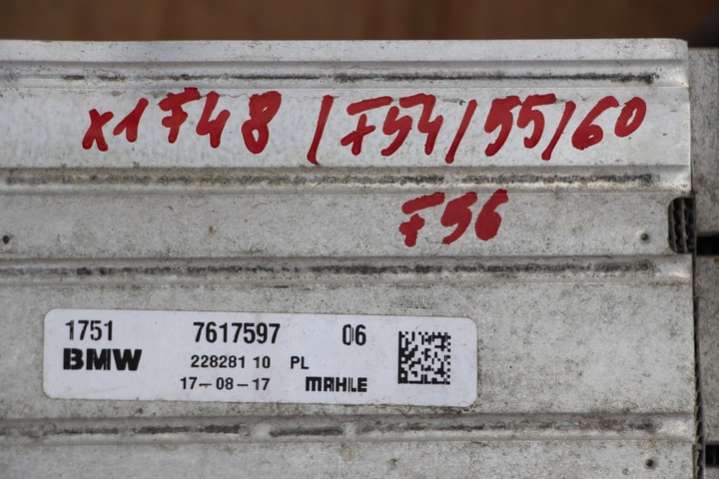 x1 F48 / F54/55/60
F56
1751 7617597 06
BMW 228281 10 PL
17-08-17 MAHLE